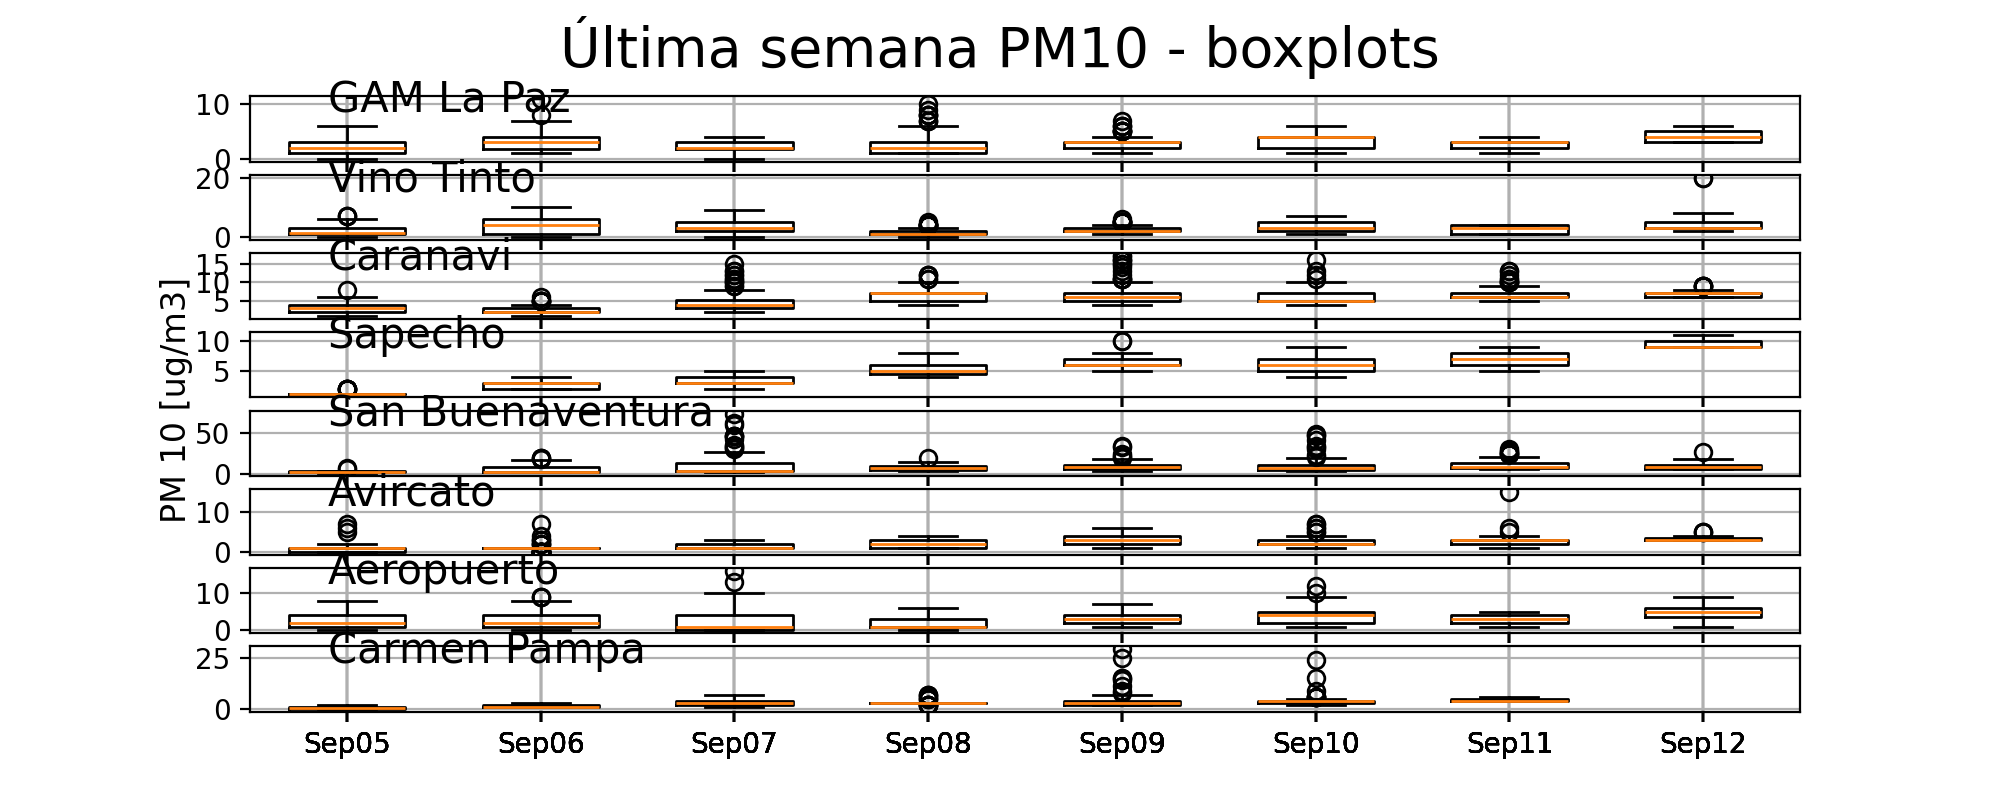 Última semana PM10 - boxplots
PM 10 [ug/m3]
GAM La Paz
10
0
Vino Tinto
20
0
Caranavi
15
10
5
Sapecho
10
5
San Buenaventura
50
0
Avircato
10
0
Aeropuerto
10
0
Carmen Pampa
25
0
Sep05 Sep06 Sep07 Sep08 Sep09 Sep10 Sep11 Sep12